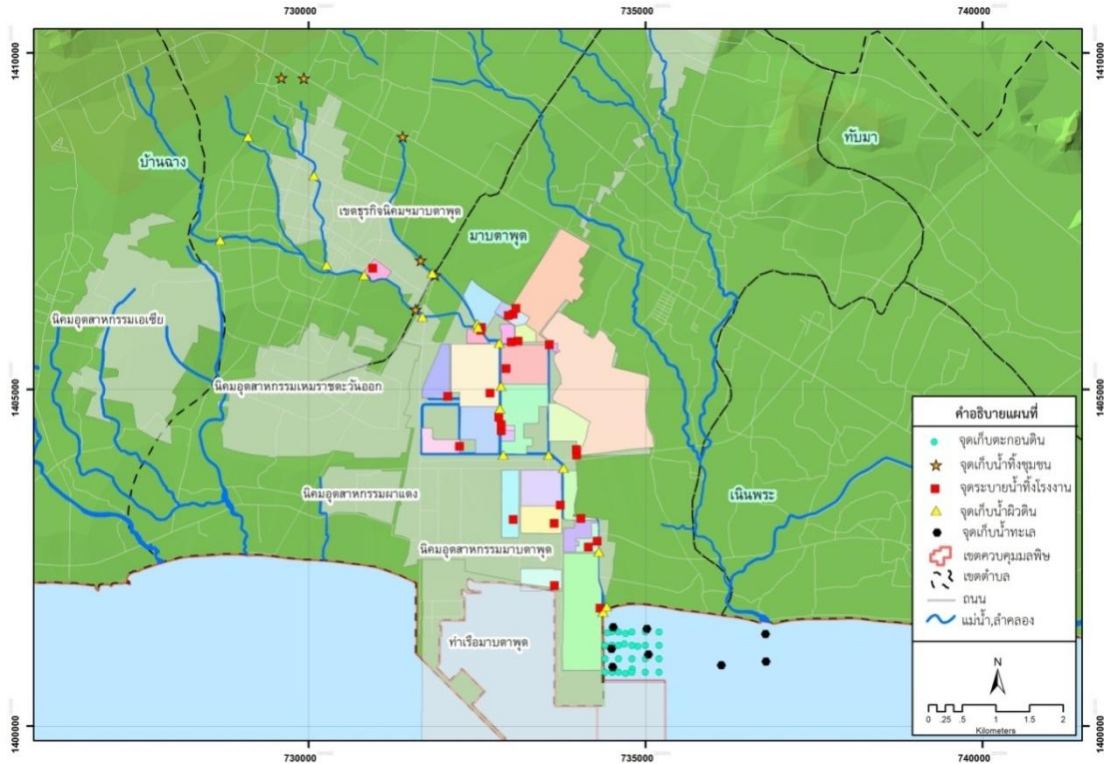 730000
735000
740000
1410000
1410000
ทับมา
บ้านฉาง
เขตธุรกิจนิคมฯมาบตาพุด
มาบตาพุด
นิคมอุตสาหกรรมเอเซีย
นิคมอุตสาหกรรมเหมราชตะวันออก
1405000
1405000
คำอธิบายแผนที่
จุดเก็บตะกอนดิน
จุดเก็บน้ำทิ้งชุมชน
จุดระบายน้ำทิ้งโรงงาน
จุดเก็บน้ำผิวดิน
จุดเก็บน้ำทะเล
เขตควบคุมมลพิษ
เขตตำบล
ถนน
แม่น้ำ,ลำคลอง
นิคมอุตสาหกรรมผาแดง
เนินพระ
นิคมอุตสาหกรรมมาบตาพุด
ท่าเรือมาบตาพุด
N
0 .25 .5 1 1.5 2
Kilometers
1400000
1400000
730000
735000
740000